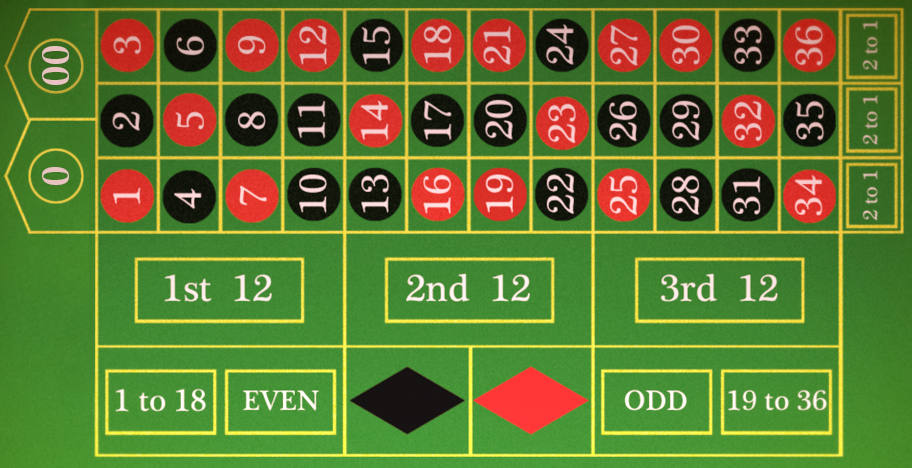 00 3 6 9 12 15 18 21 24 27 30 33 36 2 to 1
2 5 8 11 14 17 20 23 26 29 32 35 2 to 1
0 1 4 7 10 13 16 19 22 25 28 31 34 2 to 1
1st 12 2nd 12 3rd 12
1 to 18 EVEN ODD 19 to 36